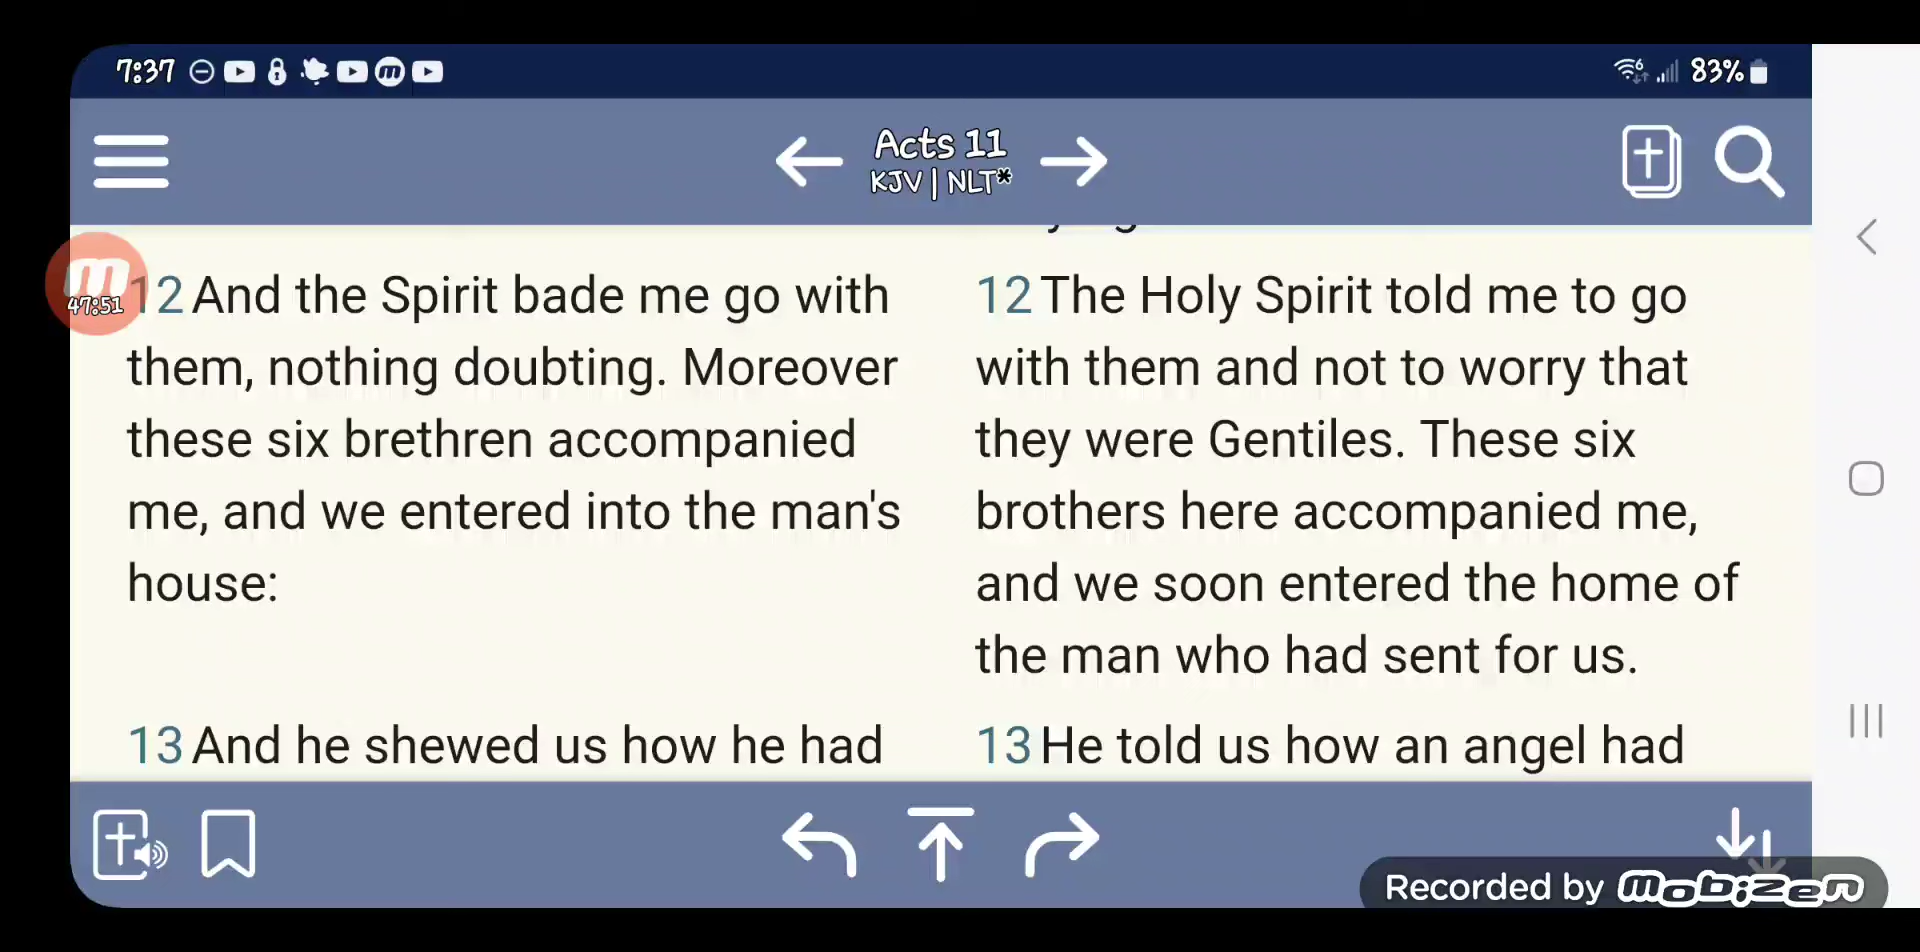 7:37
83%
Acts 11
KJV | NLT*
47:51
12 And the Spirit bade me go with
them, nothing doubting. Moreover
these six brethren accompanied
me, and we entered into the man's
house:
13 And he shewed us how he had
12 The Holy Spirit told me to go
with them and not to worry that
they were Gentiles. These six
brothers here accompanied me,
and we soon entered the home of
the man who had sent for us.
13 He told us how an angel had
Recorded by mobizen